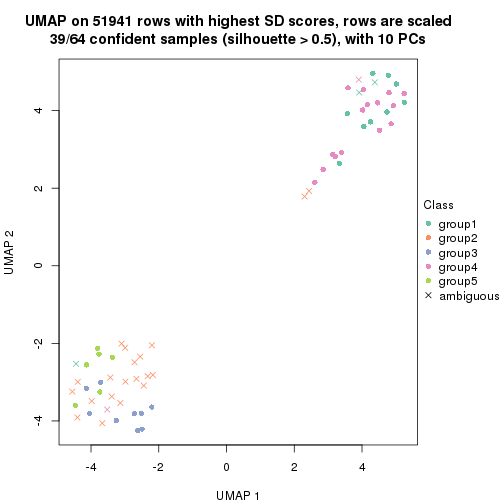 UMAP on 51941 rows with highest SD scores, rows are scaled
39/64 confident samples (silhouette > 0.5), with 10 PCs
4
2
0
-2
-4
UMAP 2
-4
-2
0
2
4
UMAP 1
Class
group1
group2
group3
group4
group5
ambiguous